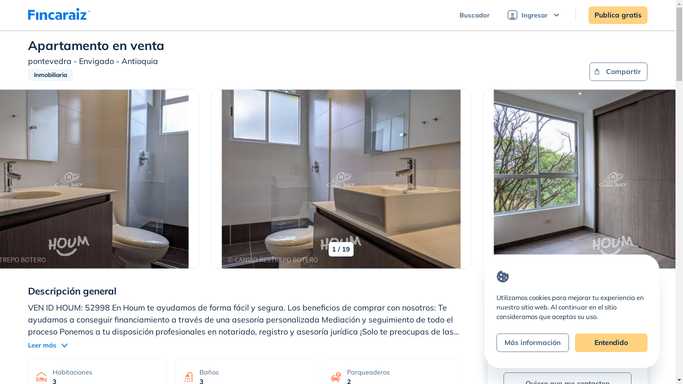 Fincaraiz
Buscador
Ingresar
Publica gratis
Apartamento en venta
pontevedra - Envigado - Antioquia
Inmobiliaria
Compartir
HOUM
TREPO BOTERO
1 / 19
HOUM
© CAMILO RESTREPO BOTERO
HOUM
Descripción general
VEN ID HOUM: 52998 En Houm te ayudamos de forma fácil y segura. Los beneficios de comprar con nosotros: Te
ayudamos a conseguir financiamiento a través de una asesoría personalizada Mediación y seguimiento de todo el
proceso Ponemos a tu disposición profesionales en notariado, registro y asesoría jurídica ¡Solo te preocupas de las...
Leer más
Habitaciones
3
Baños
3
Parqueaderos
2
Utilizamos cookies para mejorar tu experiencia en
nuestro sitio web. Al continuar en el sitio
consideramos que aceptas su uso.
Más información
Entendido
Quiero que me contacten